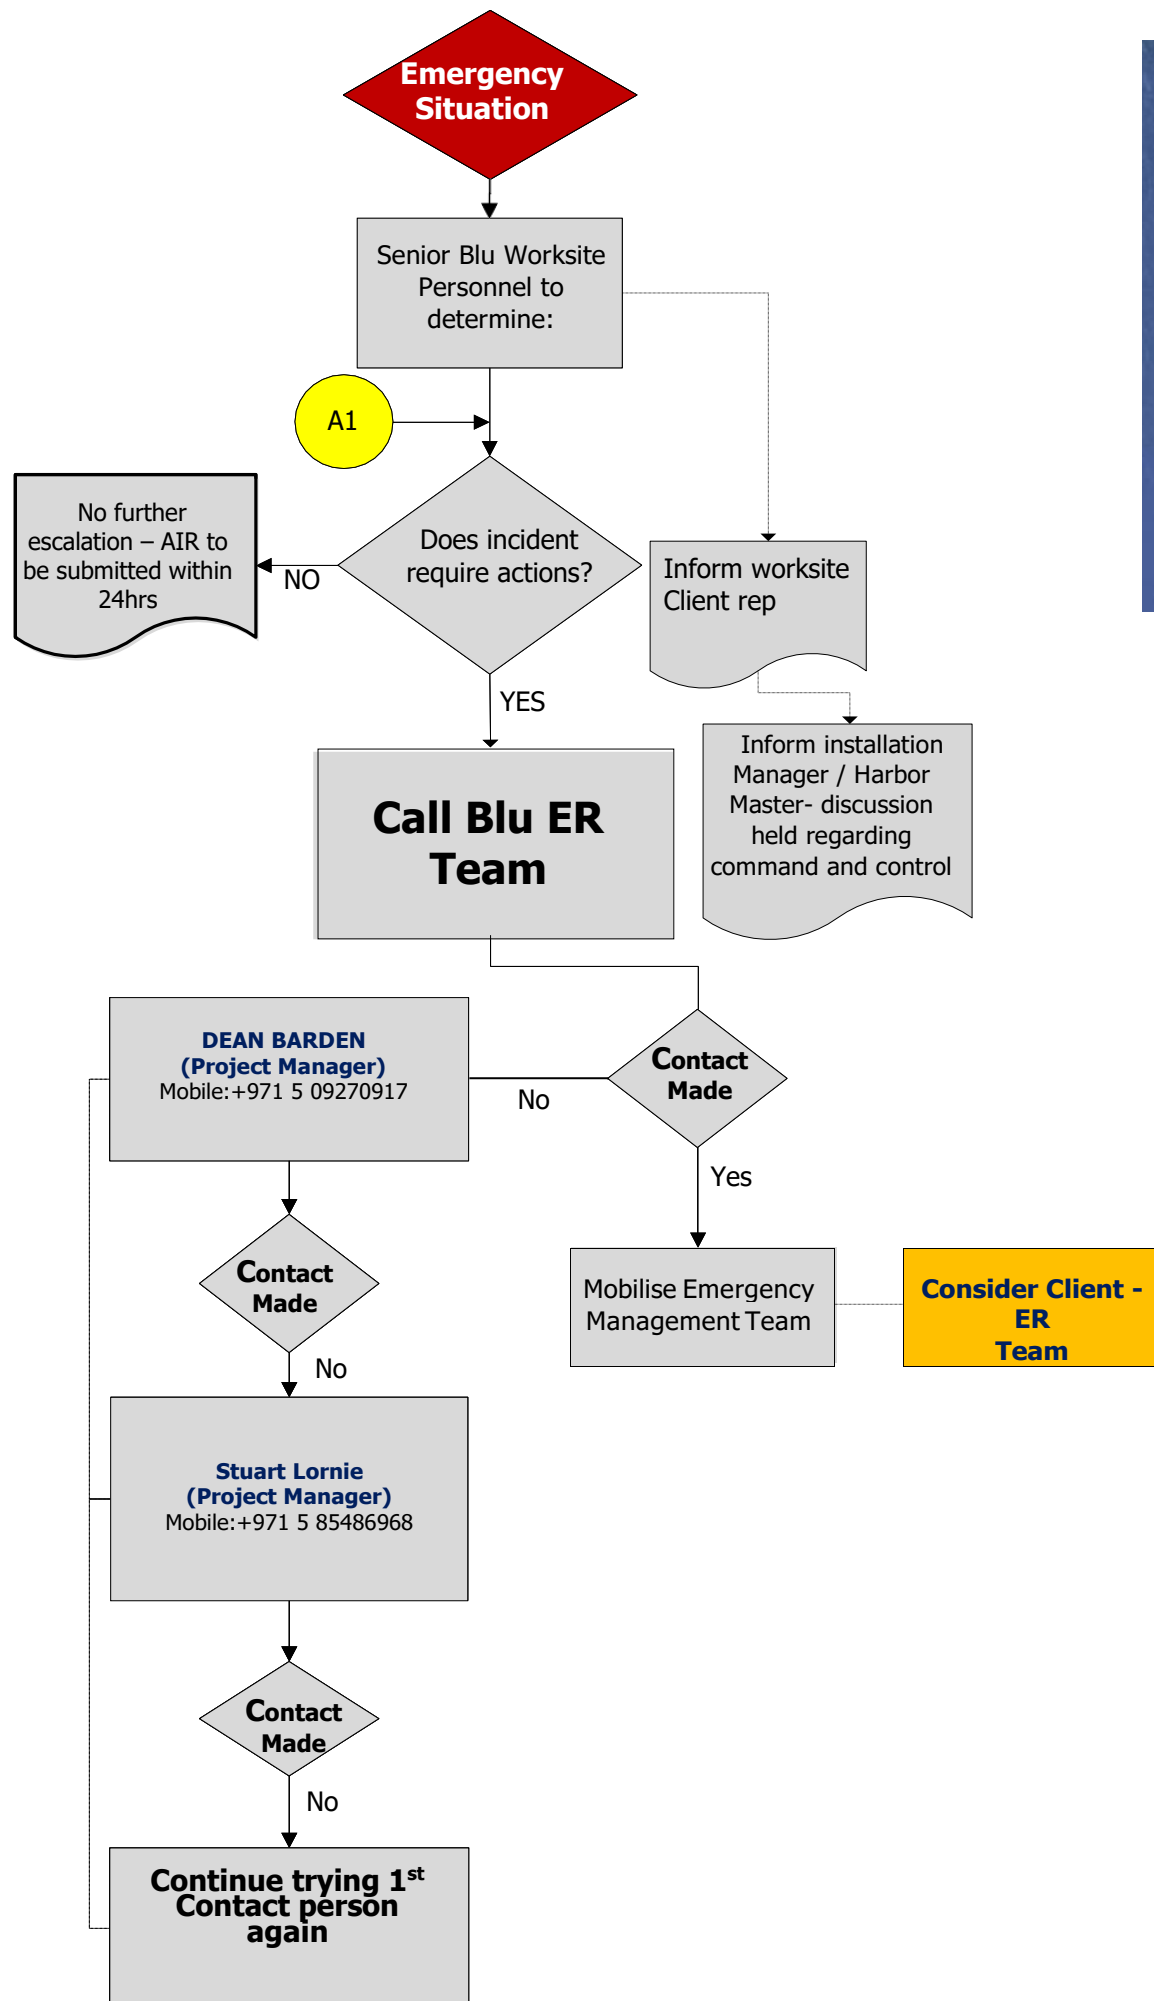 Emergency
Situation
Senior Blu Worksite
Personnel to
determine:
A1
No further
escalation – AIR to
be submitted within
24hrs
NO
Does incident
require actions?
Inform worksite
Client rep
YES
Inform installation
Manager / Harbor
Master- discussion
held regarding
command and control
Call Blu ER
Team
DEAN BARDEN
(Project Manager)
Mobile:+971 5 09270917
No
Contact
Made
Yes
Contact
Made
No
Mobilise Emergency
Management Team
Consider Client -
ER
Team
Stuart Lornie
(Project Manager)
Mobile:+971 5 85486968
Contact
Made
No
Continue trying 1st
Contact person
again